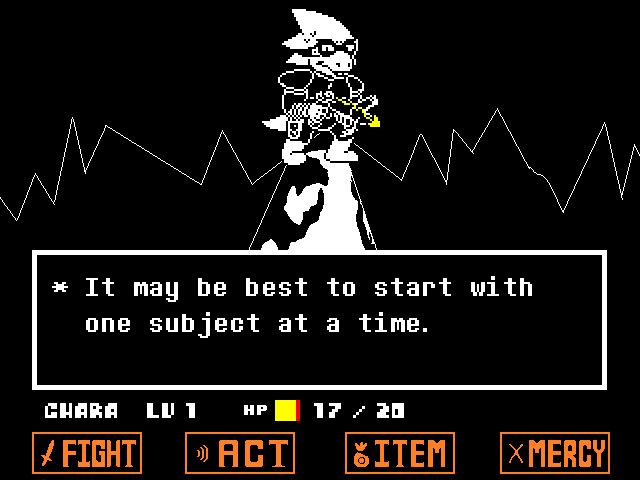 * It may be best to start with
one subject at a time.
CHARA LV 1 HP 17 / 20
FIGHT ACT ITEM MERCY